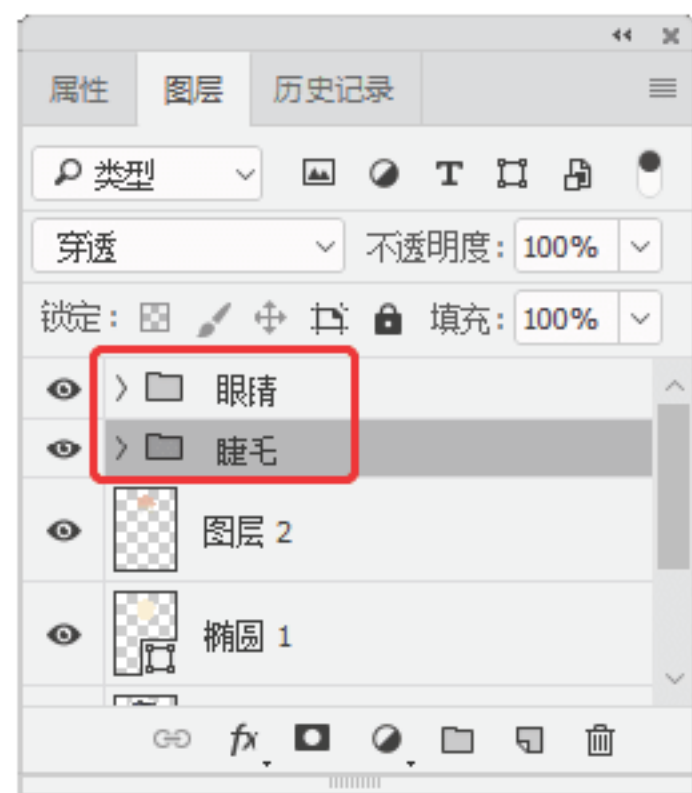 属性 图层 历史记录
类型
穿透 不透明度: 100%
锁定: 填充: 100%
眼睛
睫毛
图层 2
椭圆 1
fx